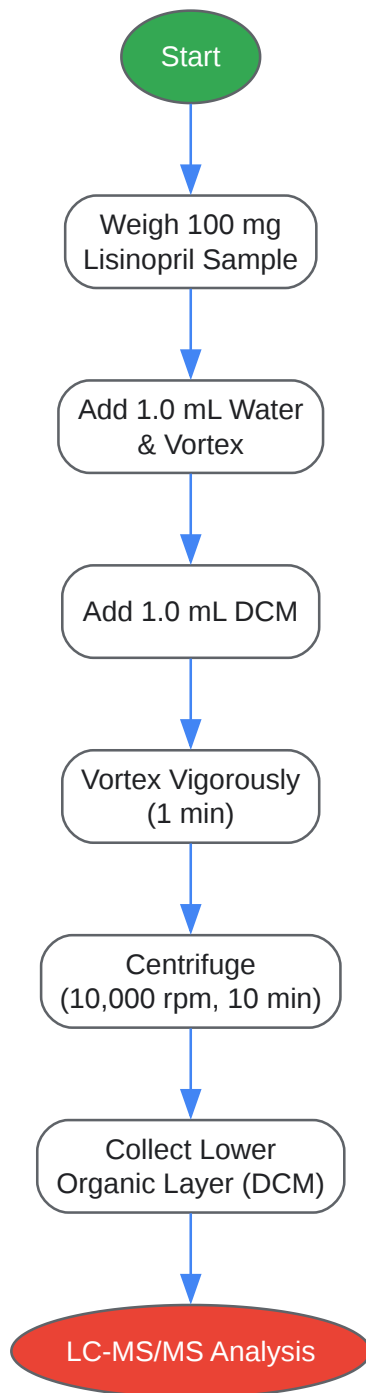 Start
Weigh 100 mg
Lisinopril Sample
Add 1.0 mL Water
& Vortex
Add 1.0 mL DCM
Vortex Vigorously
(1 min)
Centrifuge
(10,000 rpm, 10 min)
Collect Lower
Organic Layer (DCM)
LC-MS/MS Analysis